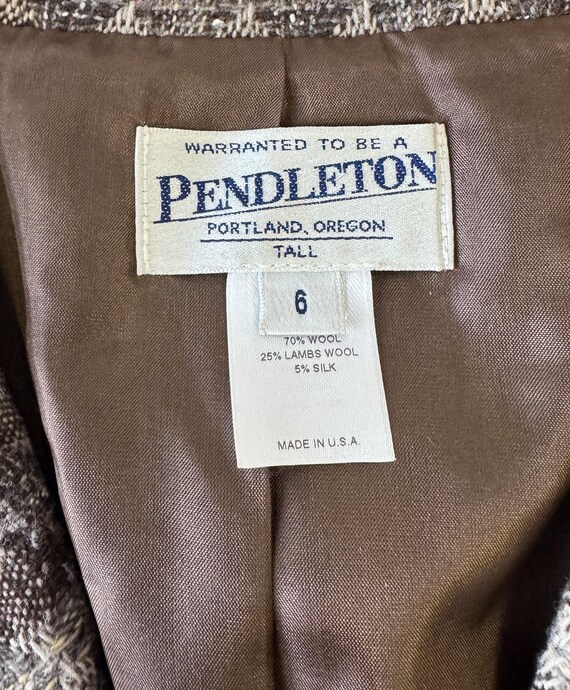 WARRANTED TO BE A
PENDLETON
PORTLAND, OREGON
TALL
6
70% WOOL
25% LAMBS WOOL
5% SILK
MADE IN U.S.A.